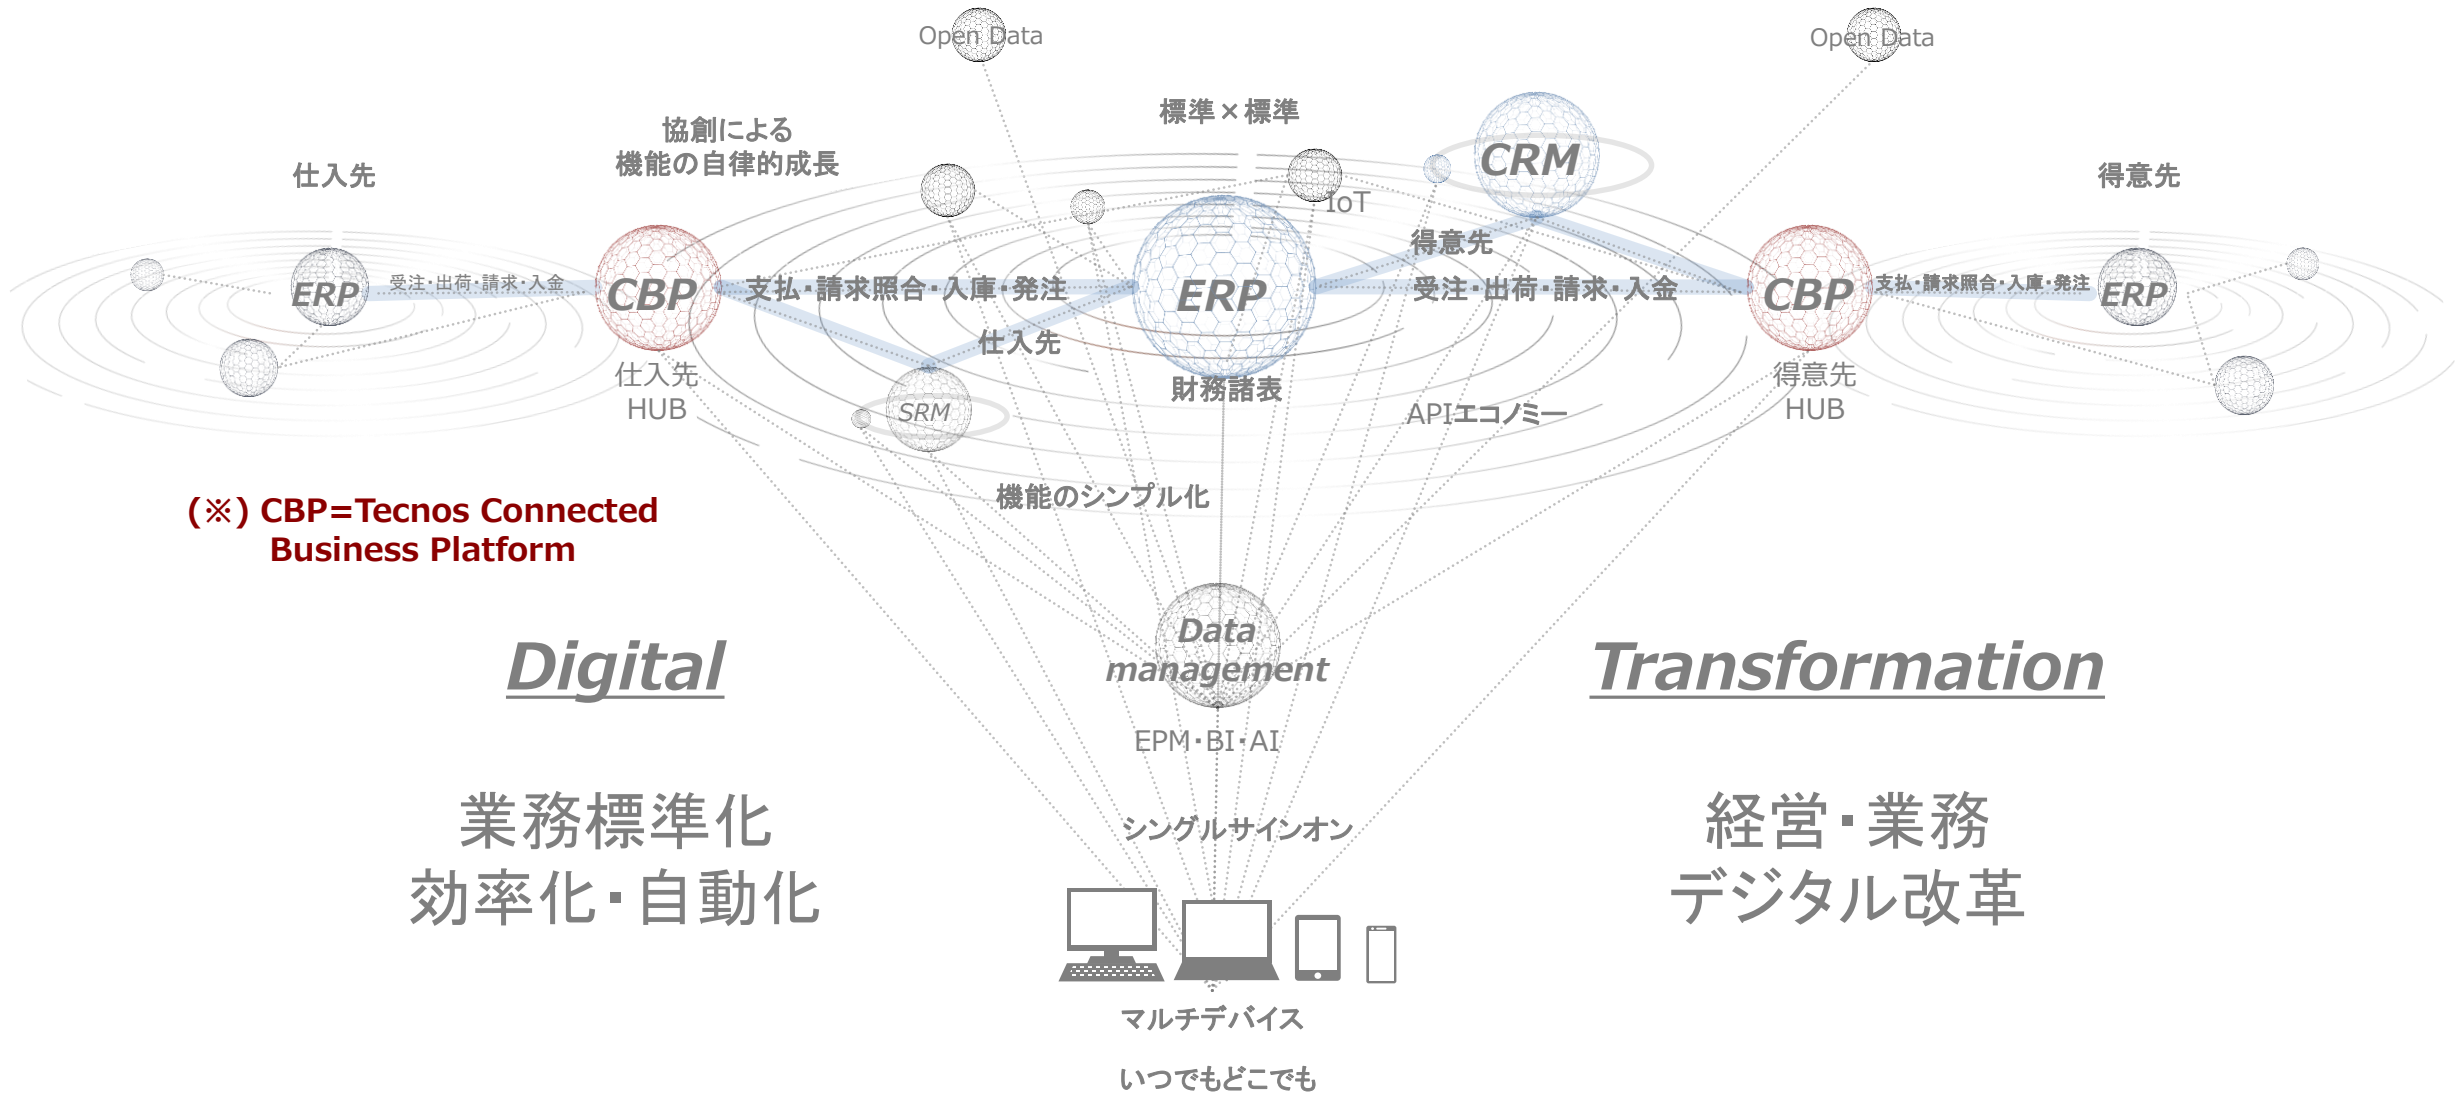 Open Data
Open Data
標準×標準
協創による
機能の自律的成長
仕入先
CRM
得意先
IoT
得意先
ERP
受注・出荷・請求・入金
CBP
支払・請求照合・入庫・発注
ERP
受注・出荷・請求・入金
CBP
支払・請求照合・入庫・発注
ERP
仕入先
仕入先
HUB
SRM
財務諸表
APIエコノミー
得意先
HUB
機能のシンプル化
(※) CBP=Tecnos Connected
Business Platform
Data
management
Digital
Transformation
EPM・BI・AI
業務標準化
効率化・自動化
シングルサインオン
経営・業務
デジタル改革
マルチデバイス
いつでもどこでも